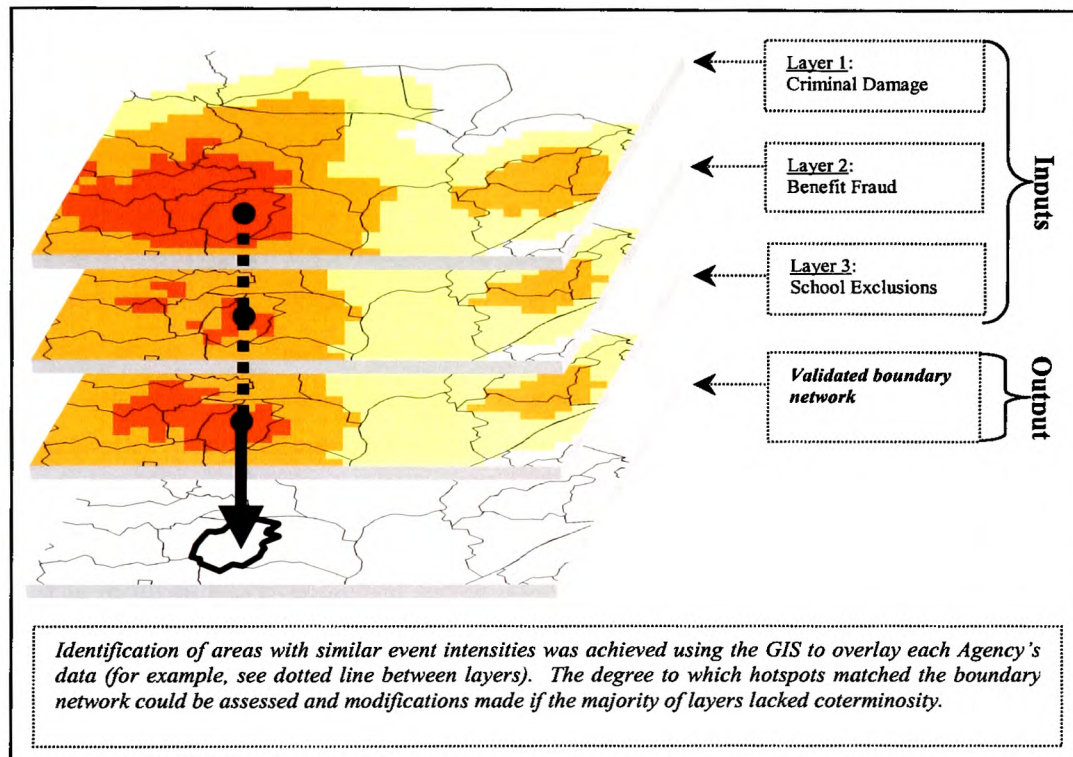 Layer 1:
Criminal Damage
Layer 2:
Benefit Fraud
Layer 3:
School Exclusions
Inputs
Validated boundary
network
Output
Identification of areas with similar event intensities was achieved using the GIS to overlay each Agency's
data (for example, see dotted line between layers). The degree to which hotspots matched the boundary
network could be assessed and modifications made if the majority of layers lacked coterminosity.